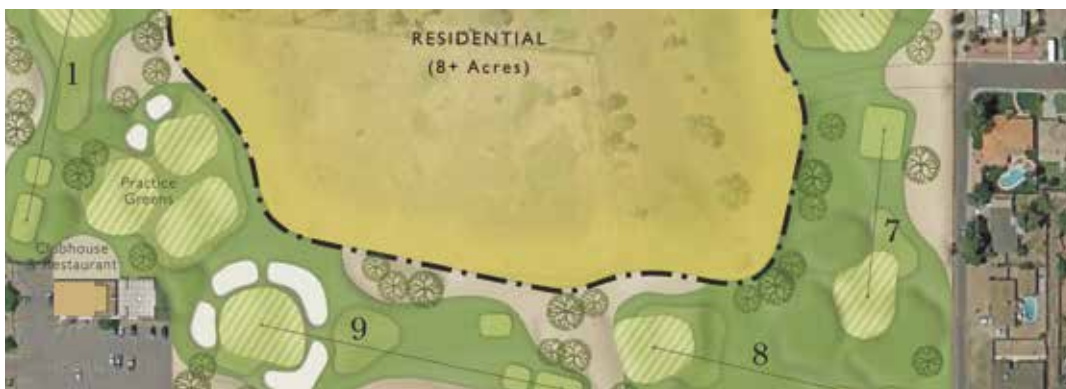 RESIDENTIAL
(8+ Acres)
1
Practice
Greens
7
Clubhouse
& Restaurant
9
8